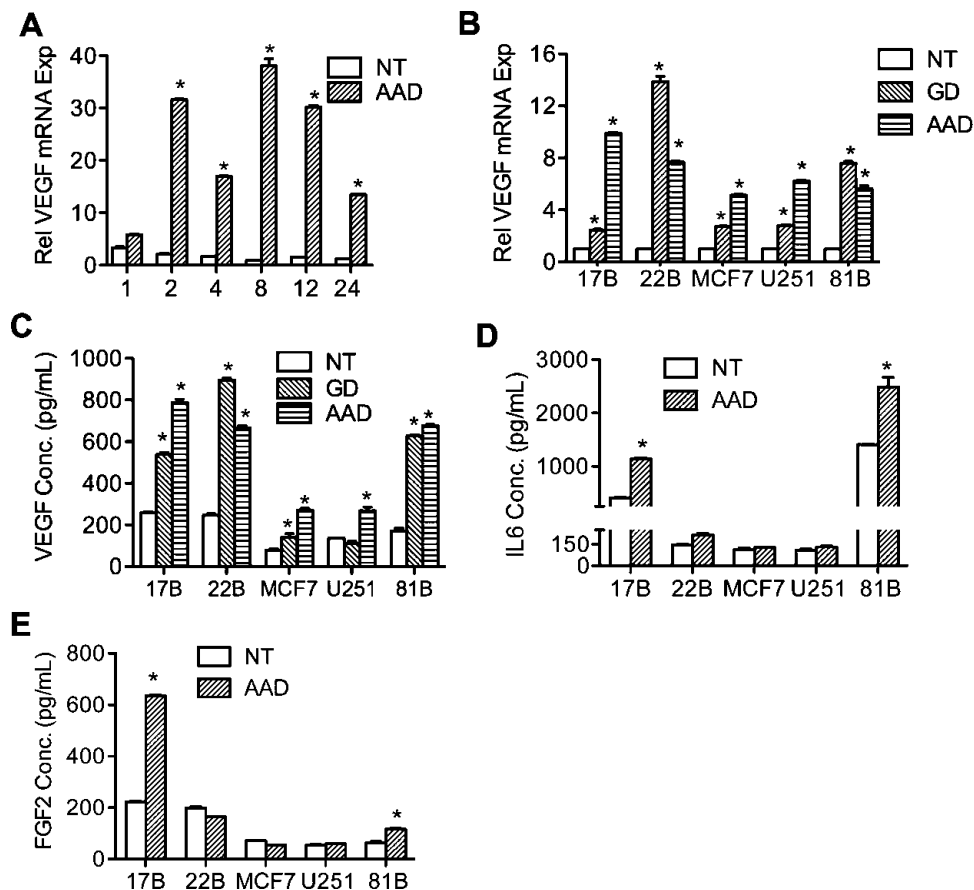 A
Rel VEGF mRNA Exp
40
30
20
10
0
NT
AAD
*
*
*
*
*
1 2 4 8 12 24
B
Rel VEGF mRNA Exp
16
12
8
4
0
NT
GD
AAD
* *
* *
* *
* *
* *
17B 22B MCF7 U251 81B
C
VEGF Conc. (pg/mL)
1000
800
600
400
200
0
NT
GD
AAD
* *
* *
* *
*
* *
17B 22B MCF7 U251 81B
D
IL6 Conc. (pg/mL)
3000
2000
1000
150
0
NT
AAD
*
*
17B 22B MCF7 U251 81B
E
FGF2 Conc. (pg/mL)
800
600
400
200
0
NT
AAD
*
*
17B 22B MCF7 U251 81B